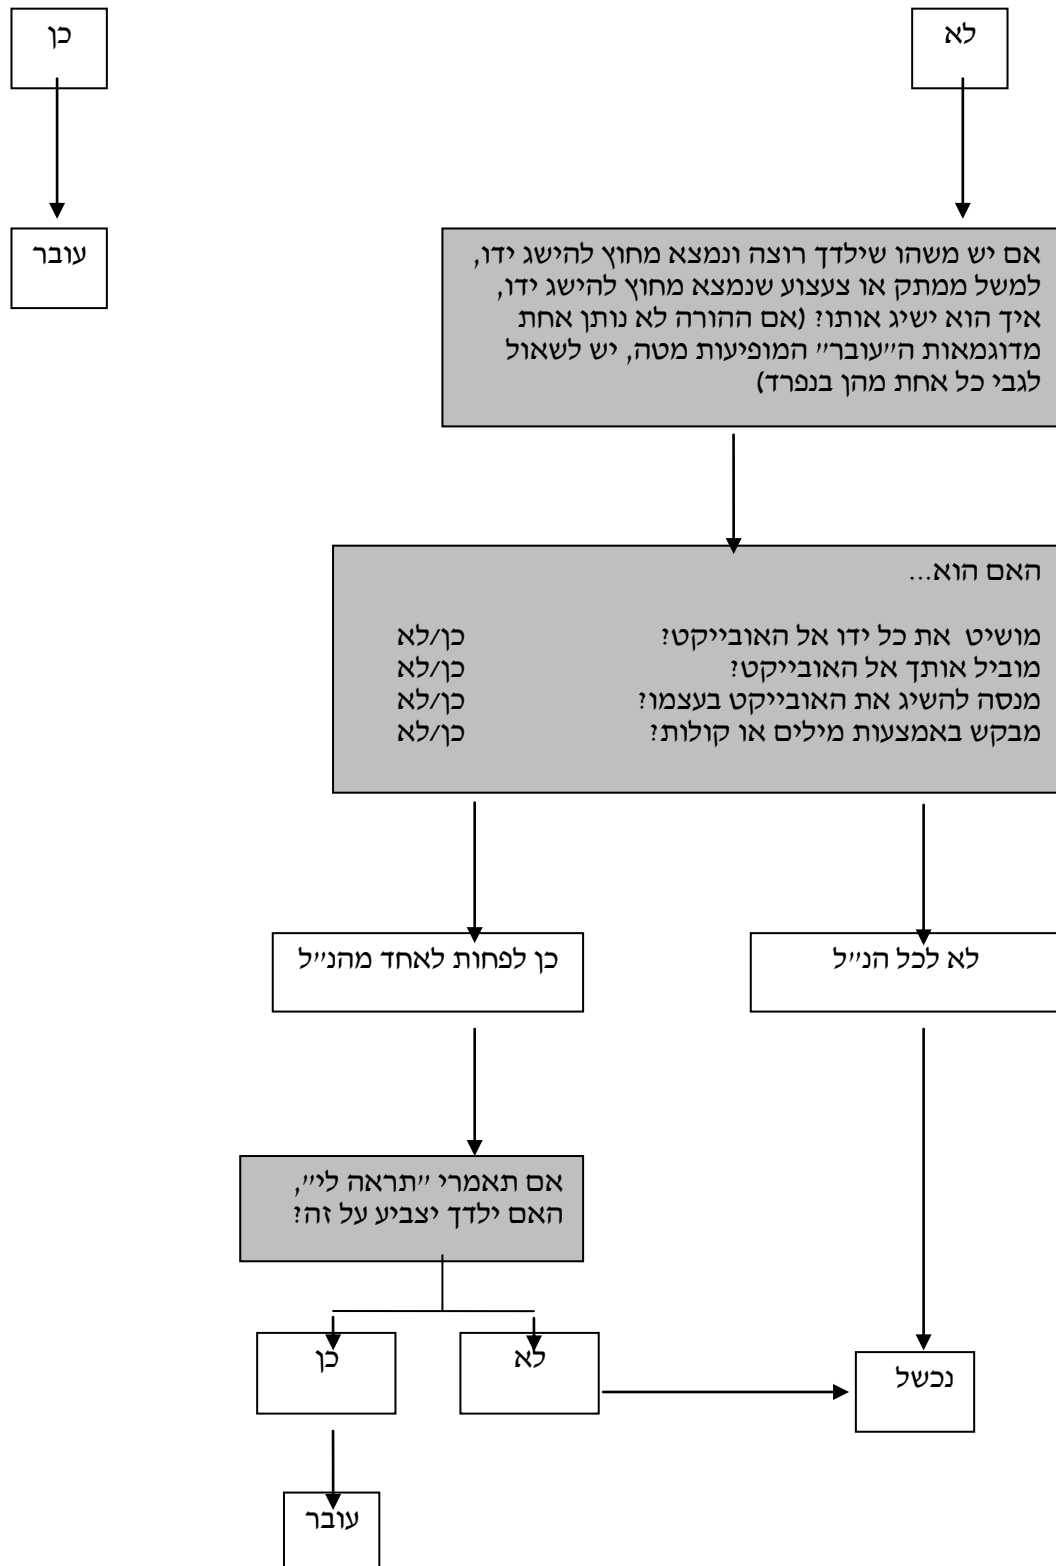 לא
כן
עובר
אם יש משהו שילדך רוצה ונמצא מחוץ להישג ידו,
למשל ממתק או צעצוע שנמצא מחוץ להישג ידו,
איך הוא ישיג אותו? (אם ההורה לא נותן אחת
מדוגמאות ה״עובר״ המופיעות מטה, יש לשאול
לגבי כל אחת מהן בנפרד)
האם הוא...
מושיט את כל ידו אל האובייקט? כן/לא
מוביל אותך אל האובייקט? כן/לא
מנסה להשיג את האובייקט בעצמו? כן/לא
מבקש באמצעות מילים או קולות? כן/לא
לא לכל הנ״ל
כן לפחות לאחד מהנ״ל
אם תאמרי ״תראה לי״,
האם ילדך יצביע על זה?
לא
כן
נכשל
עובר